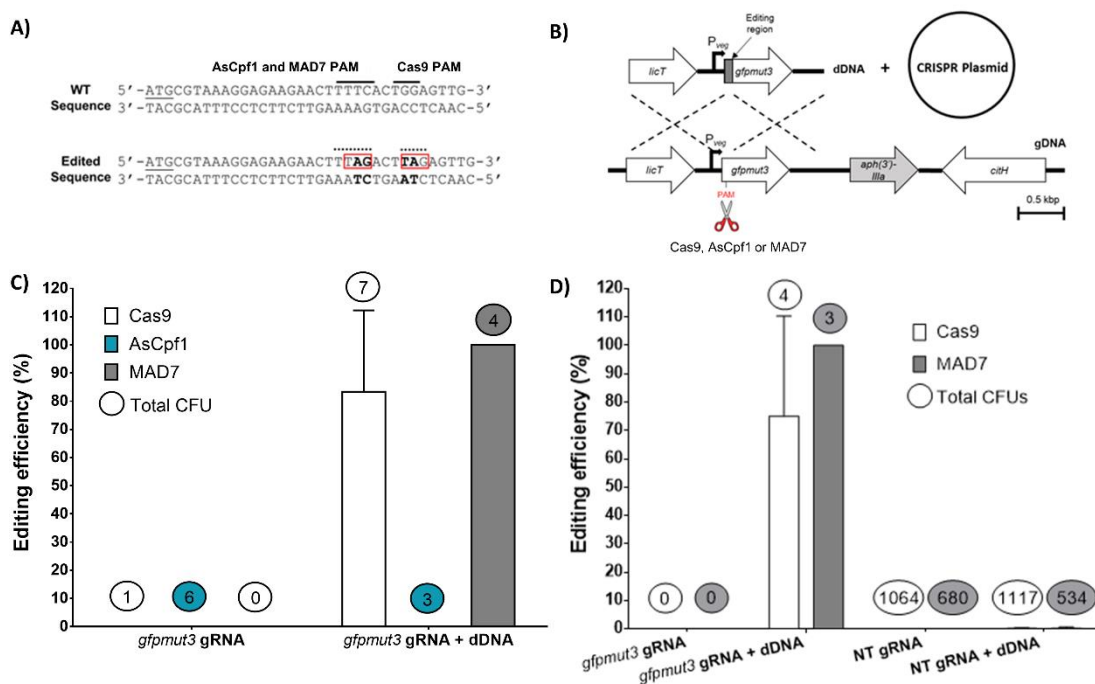 A)
AsCpf1 and MAD7 PAM Cas9 PAM
WT
Sequence
5’ -ATGCGTAAAGGAGAAGAACTTTTCACTGGAGTTG-3’
3’ -TACGCATTTCCTCTTCTTGAAAAGTGACCTCAAC-5’
Edited
Sequence
5’ -ATGCGTAAAGGAGAAGAACTTTAGACTTAGAGTTG-3’
3’ -TACGCATTTCCTCTTCTTGAAATCTGAATCTCAAC-5’
B)
Editing
region
Pveg
licT
gfpmut3
dDNA
+
CRISPR Plasmid
Pveg
gDNA
licT
gfpmut3
aph(3')-
IIIa
citH
PAM
0.5 kbp
Cas9, AsCpf1 or MAD7
C)
Editing efficiency (%)
120
110
100
90
80
70
60
50
40
30
20
10
0
Cas9
AsCpf1
MAD7
Total CFU
7
4
1
6
0
3
gfpmut3 gRNA
gfpmut3 gRNA + dDNA
D)
Editing efficiency (%)
120
110
100
90
80
70
60
50
40
30
20
10
0
4
3
Cas9
MAD7
Total CFUs
0
0
1064
680
1117
534
gfpmut3 gRNA
gfpmut3 gRNA + dDNA
NT gRNA
NT gRNA + dDNA